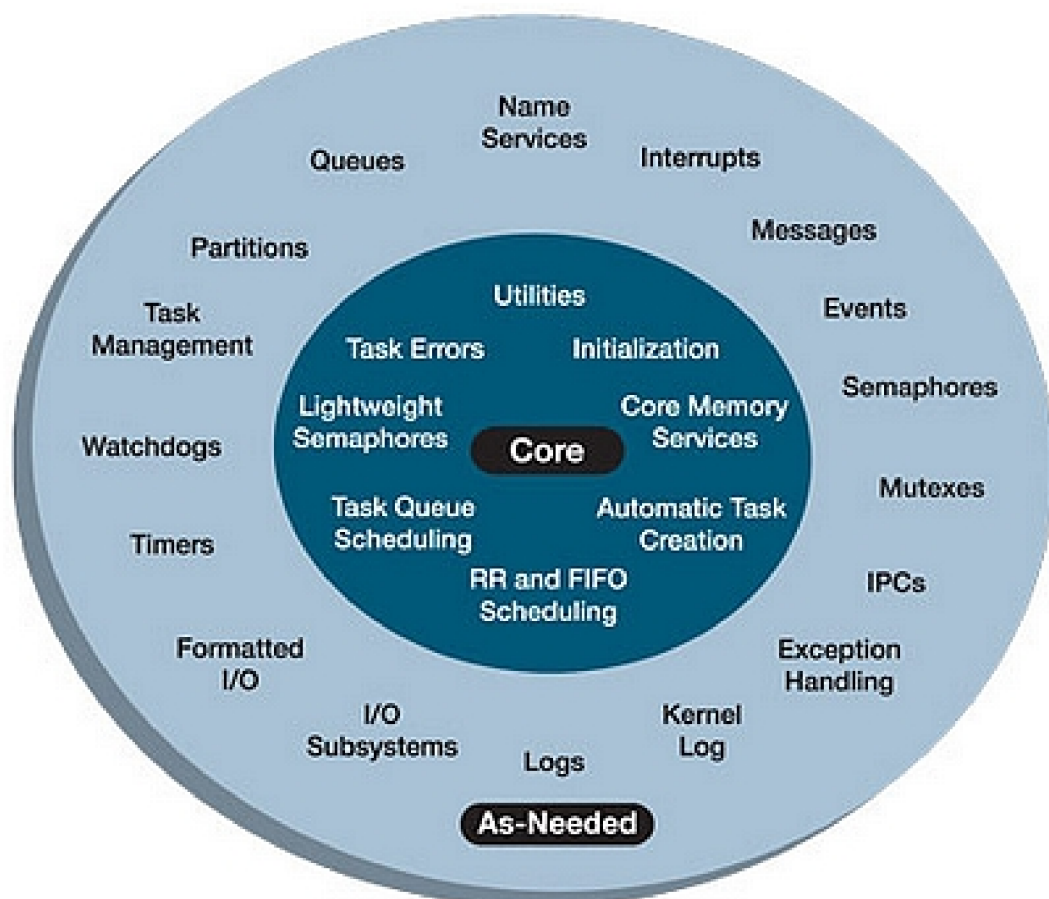 Name
Services
Queues
Interrupts
Messages
Partitions
Utilities
Events
Task
Management
Task Errors
Initialization
Semaphores
Lightweight
Semaphores
Core Memory
Services
Core
Watchdogs
Mutexes
Task Queue
Scheduling
Automatic Task
Creation
Timers
RR and FIFO
Scheduling
IPCs
Formatted
I/O
Exception
Handling
I/O
Subsystems
Kernel
Log
Logs
As-Needed